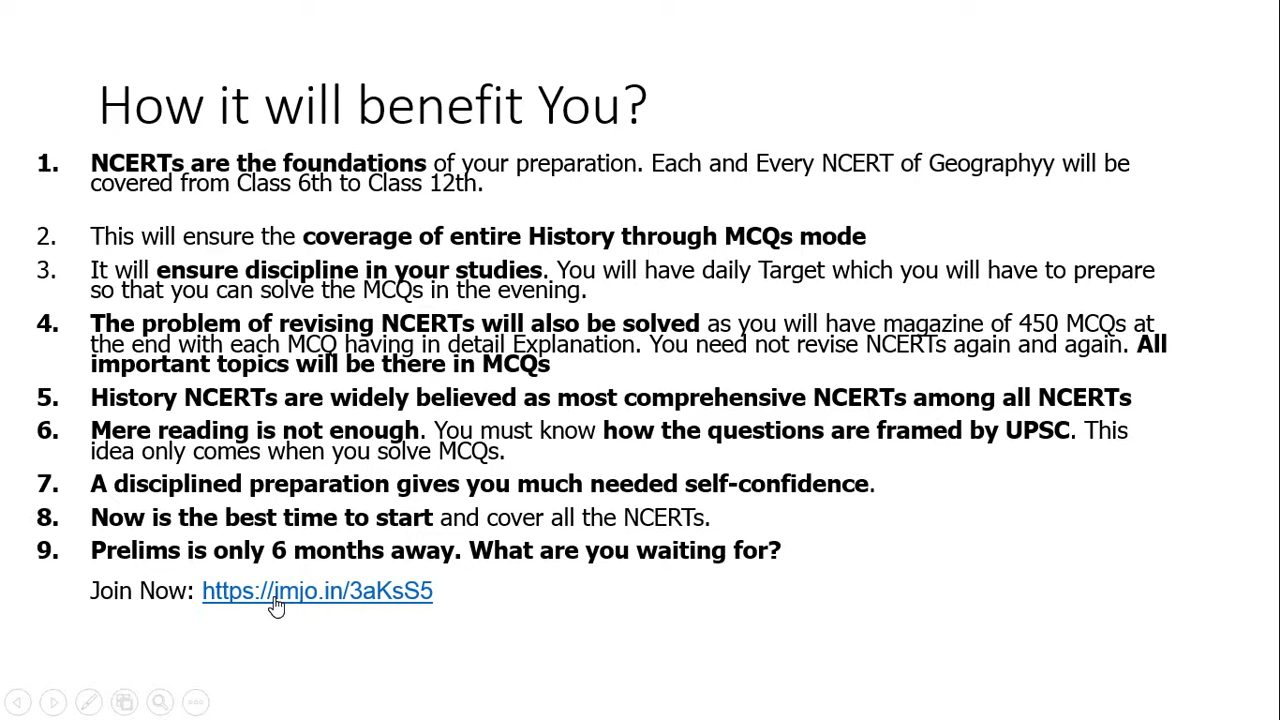 How it will benefit You?
1. NCERTs are the foundations of your preparation. Each and Every NCERT of Geographyy will be
covered from Class 6th to Class 12th.
2. This will ensure the coverage of entire History through MCQs mode
3. It will ensure discipline in your studies. You will have daily Target which you will have to prepare
so that you can solve the MCQs in the evening.
4. The problem of revising NCERTs will also be solved as you will have magazine of 450 MCQs at
the end with each MCQ having in detail Explanation. You need not revise NCERTs again and again. All
important topics will be there in MCQs
5. History NCERTs are widely believed as most comprehensive NCERTs among all NCERTs
6. Mere reading is not enough. You must know how the questions are framed by UPSC. This
idea only comes when you solve MCQs.
7. A disciplined preparation gives you much needed self-confidence.
8. Now is the best time to start and cover all the NCERTs.
9. Prelims is only 6 months away. What are you waiting for?
Join Now: https://imjo.in/3aKsS5